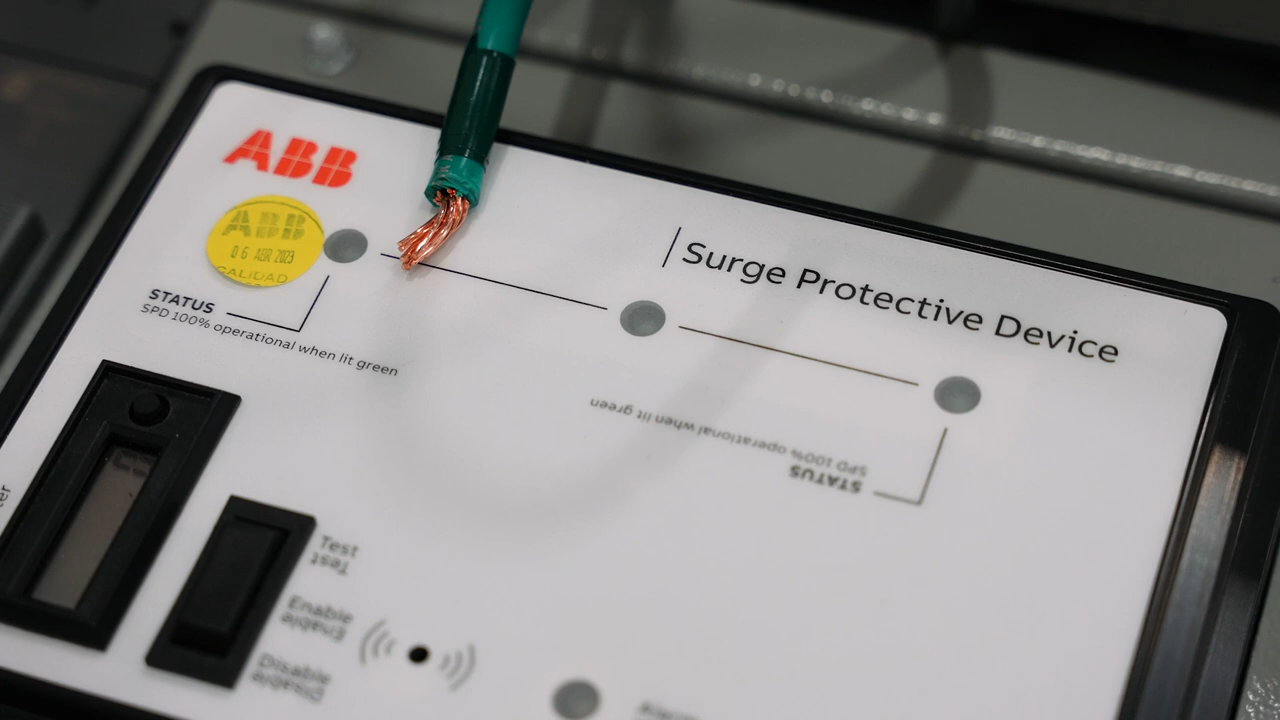 ABB
ABB
06 ABR 2023
CALIDAD
Surge Protective Device
STATUS
SPD 100% operational when lit green
STATUS
SPD 100% operational when lit green
Test
Test
Enable
Enable
Disable
Disable
Alarm